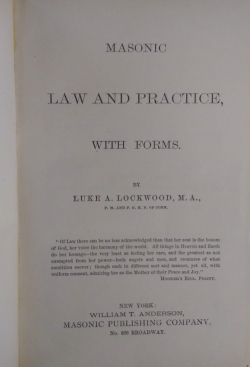 MASONIC
LAW AND PRACTICE,
WITH FORMS.
BY
LUKE A. LOCKWOOD, M. A.,
P. M. AND P. G. H. P. OF CONN.
"Of Law there can be no less acknowledged than that her seat is the bosom
of God, her voice the harmony of the world. All things in Heaven and Earth
do her homage—the very least as feeling her care, and the greatest as not
exempted from her power—both angels and men, and creatures of what
condition soever; though each in different sort and manner, yet all, with
uniform consent, admiring her as the Mother of their Peace and Joy."
HOOKER'S ECCL. POLITY.
NEW YORK:
WILLIAM T. ANDERSON,
MASONIC PUBLISHING COMPANY,
BROADWAY.